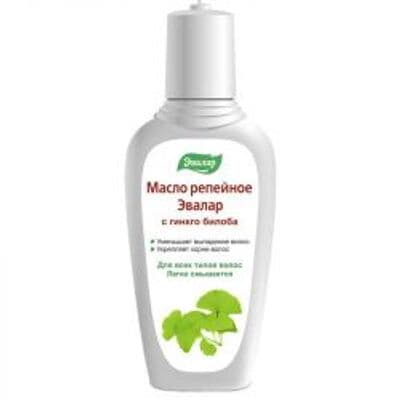 Эвалар
Масло репейное
Эвалар
с гинкго билоба
Уменьшает выпадение волос
Укрепляет корни волос
Для всех типов волос
Легко смывается